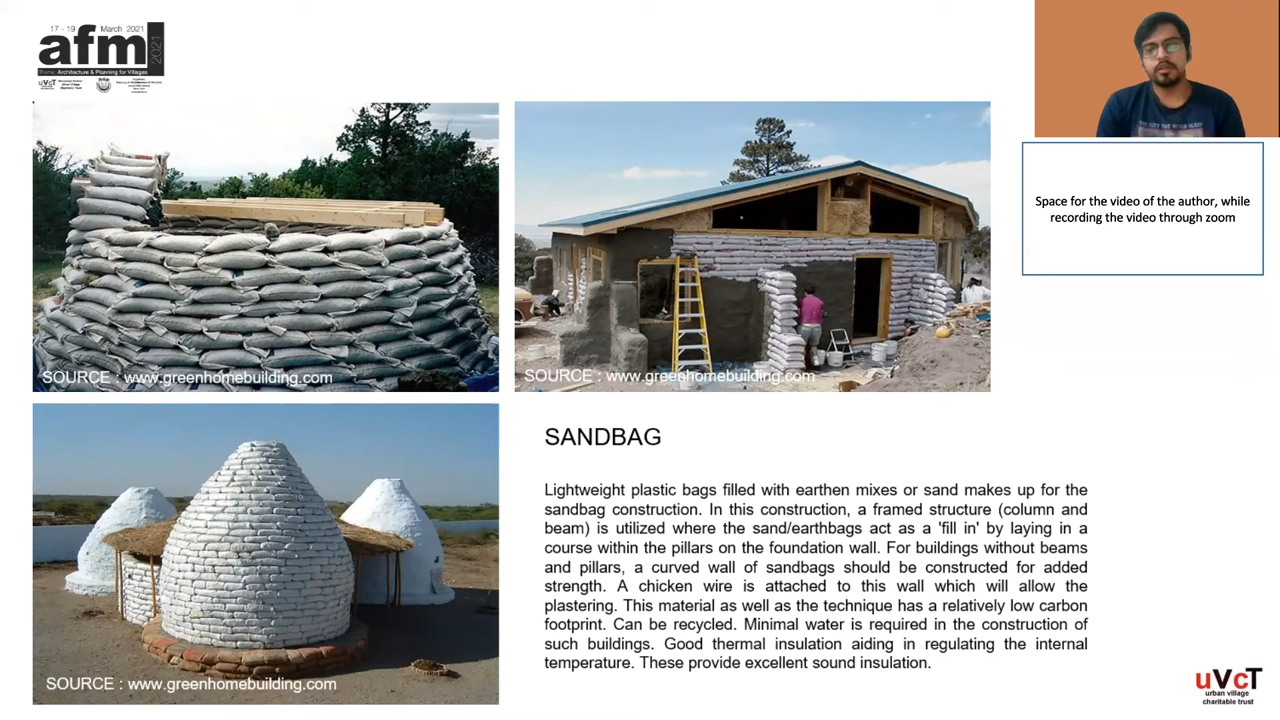 17 - 19 March 2021
afm
2021
Architecture & Planning for Villages
uvcT
SOURCE : www.greenhomebuilding.com
SOURCE : www.greenhomebuilding.com
Space for the video of the author, while
recording the video through zoom
SANDBAG
Lightweight plastic bags filled with earthen mixes or sand makes up for the
sandbag construction. In this construction, a framed structure (column and
beam) is utilized where the sand/earthbags act as a 'fill in' by laying in a
course within the pillars on the foundation wall. For buildings without beams
and pillars, a curved wall of sandbags should be constructed for added
strength. A chicken wire is attached to this wall which will allow the
plastering. This material as well as the technique has a relatively low carbon
footprint. Can be recycled. Minimal water is required in the construction of
such buildings. Good thermal insulation aiding in regulating the internal
temperature. These provide excellent sound insulation.
SOURCE : www.greenhomebuilding.com
uVcT
urban village
charitable trust